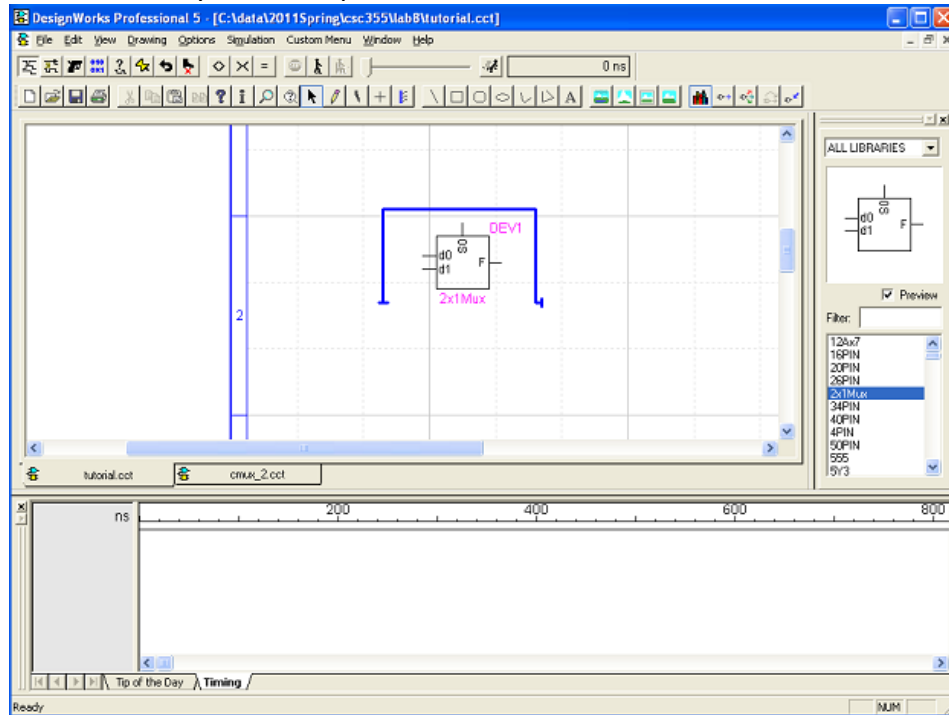 DesignWorks Professional 5 - [C:\data\2011Spring\csc355\lab8\tutorial.cct]
File Edit View Drawing Options Simulation Custom Menu Window Help
0 ns
A
ALL LIBRARIES
d0
d1
S0
F
Preview
Filter:
12Ax7
16PIN
20PIN
26PIN
2x1Mux
34PIN
40PIN
4PIN
50PIN
555
5Y3
DEV1
d0
d1
S0
F
2x1Mux
2
tutorial.cct cmux_2.cct
ns 200 400 600 800
Tip of the Day Timing
Ready NUM